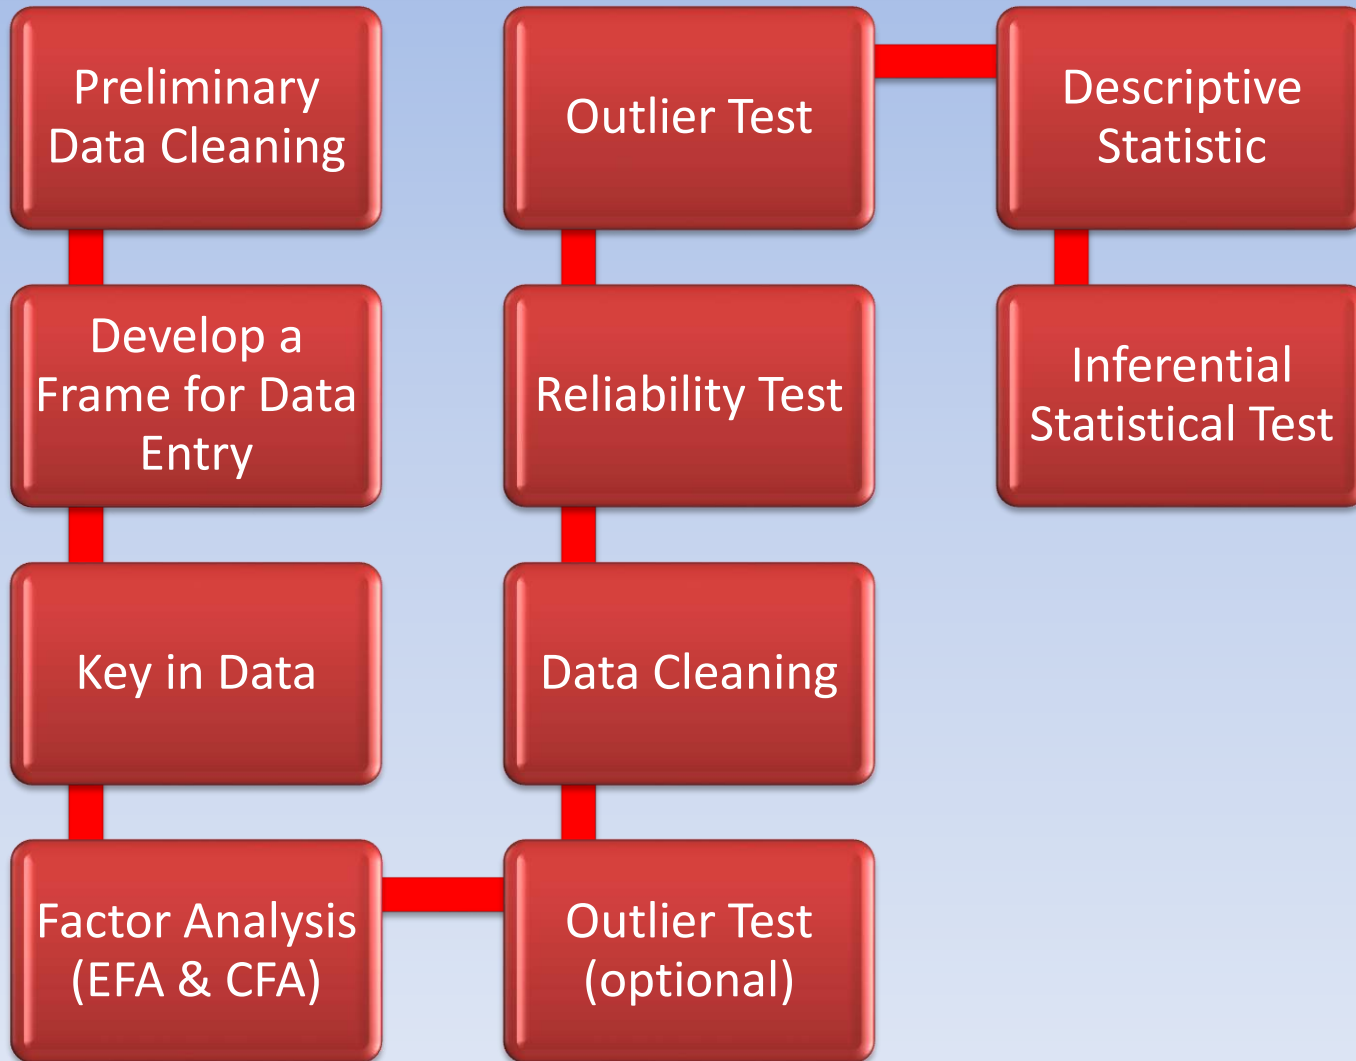 Preliminary
Data Cleaning
Develop a
Frame for Data
Entry
Key in Data
Factor Analysis
(EFA & CFA)
Outlier Test
(optional)
Data Cleaning
Reliability Test
Outlier Test
Descriptive
Statistic
Inferential
Statistical Test